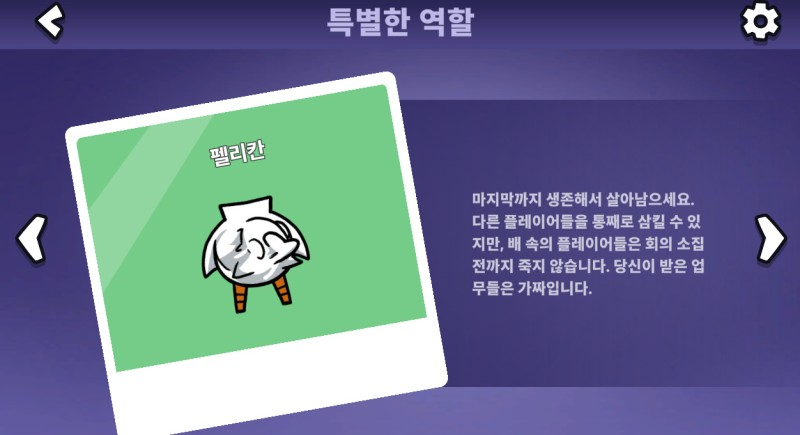 특별한 역할
펠리칸
마지막까지 생존해서 살아남으세요.
다른 플레이어들을 통째로 삼킬 수 있
지만, 배 속의 플레이어들은 회의 소집
전까지 죽지 않습니다. 당신이 받은 업
무들은 가짜입니다.